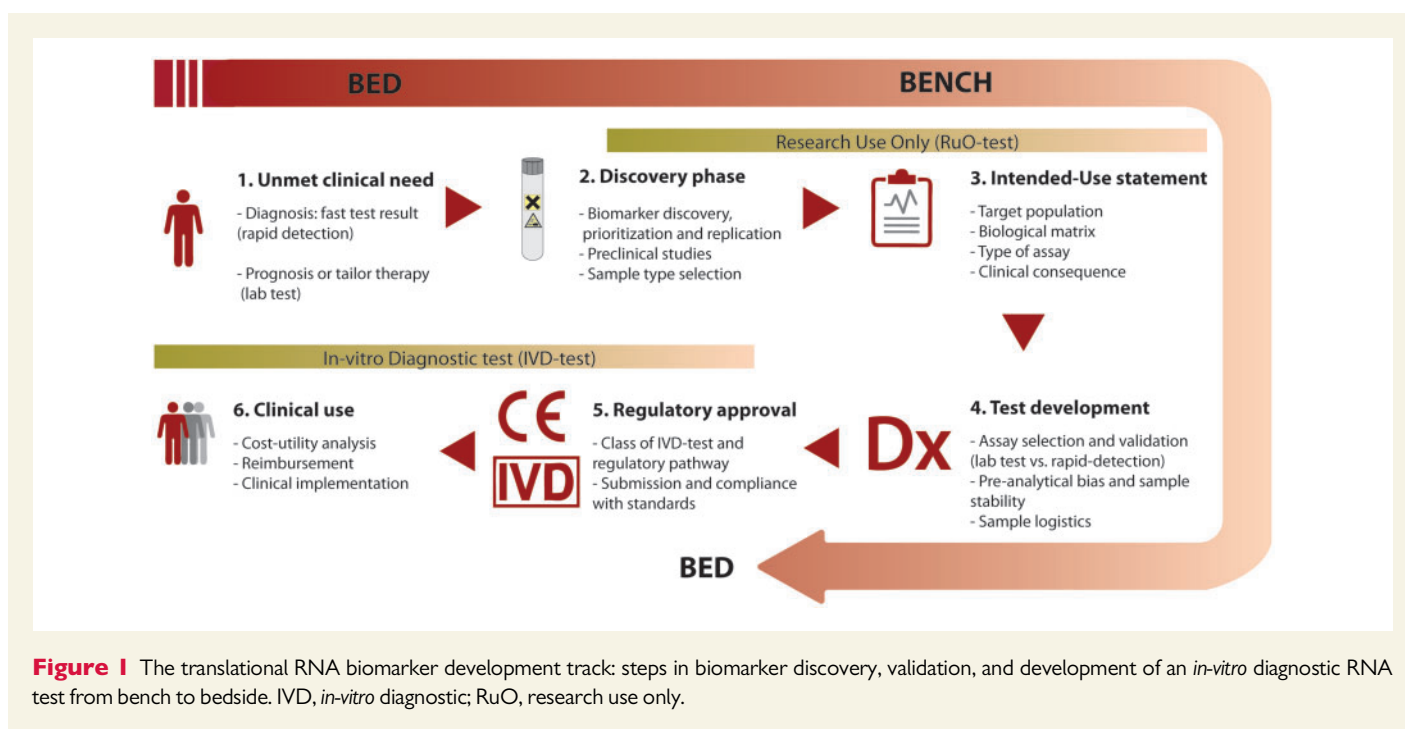 BED
BENCH
Research Use Only (RuO-test)
1. Unmet clinical need
- Diagnosis: fast test result
(rapid detection)
- Prognosis or tailor therapy
(lab test)
2. Discovery phase
- Biomarker discovery,
prioritization and replication
- Preclinical studies
- Sample type selection
3. Intended-Use statement
- Target population
- Biological matrix
- Type of assay
- Clinical consequence
In-vitro Diagnostic test (IVD-test)
Dx
4. Test development
- Assay selection and validation
(lab test vs. rapid-detection)
- Pre-analytical bias and sample
stability
- Sample logistics
CE
IVD
5. Regulatory approval
- Class of IVD-test and
regulatory pathway
- Submission and compliance
with standards
6. Clinical use
- Cost-utility analysis
- Reimbursement
- Clinical implementation
BED
Figure 1 The translational RNA biomarker development track: steps in biomarker discovery, validation, and development of an in-vitro diagnostic RNA
test from bench to bedside. IVD, in-vitro diagnostic; RuO, research use only.